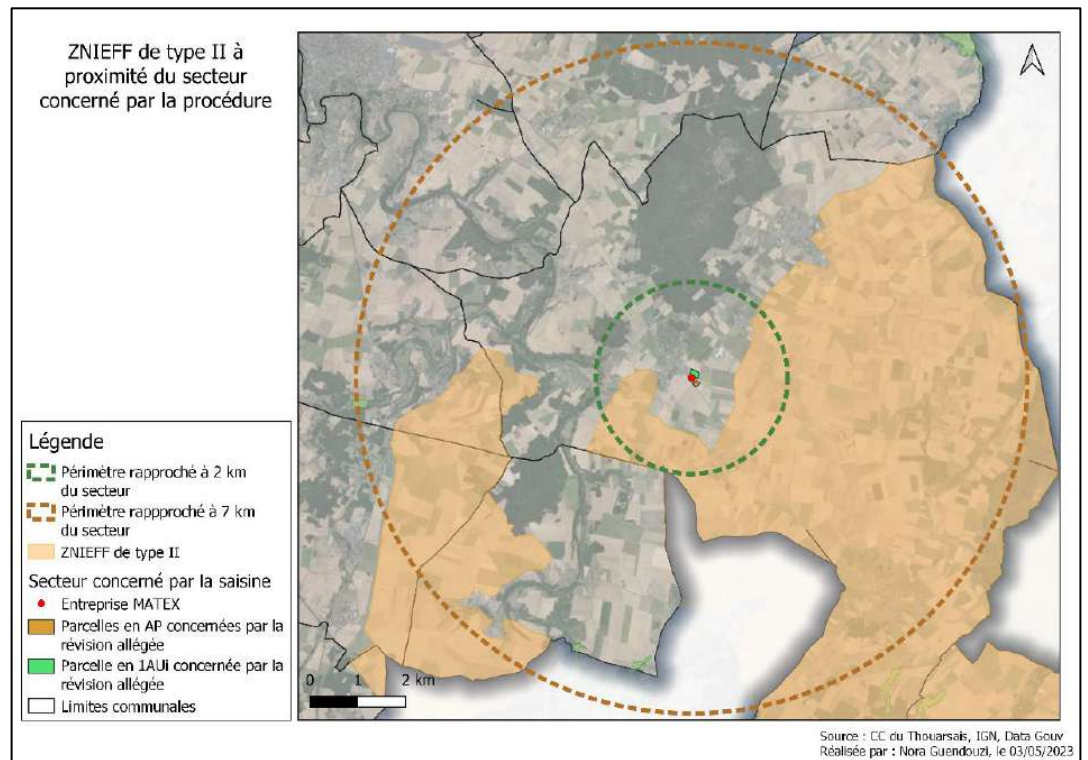 ZNIEFF de type II à
proximité du secteur
concerné par la procédure
Légende
Périmètre rapproché à 2 km
du secteur
Périmètre rappproché à 7 km
du secteur
ZNIEFF de type II
Secteur concerné par la saisine
Entreprise MATEX
Parcelles en AP concernées par la
révision allégée
Parcelle en 1AUi concernée par la
révision allégée
Limites communales
0 1 2 km
Source : CC du Thouarsais, IGN, Data Gouv
Réalisée par : Nora Guendouzi, le 03/05/2023